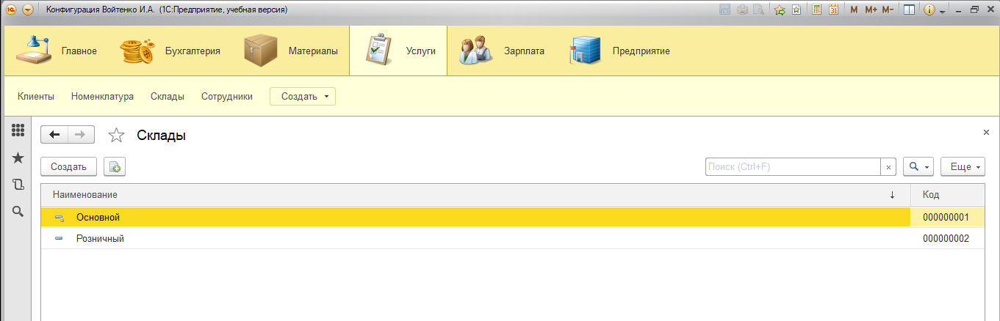 Конфигурация Войтенко И.А. (1С:Предприятие, учебная версия) M M+ M-
Главное Бухгалтерия Материалы Услуги Зарплата Предприятие
Клиенты Номенклатура Склады Сотрудники Создать
Склады
Создать Поиск (Ctrl+F) Еще
Наименование Код
Основной 000000001
Розничный 000000002